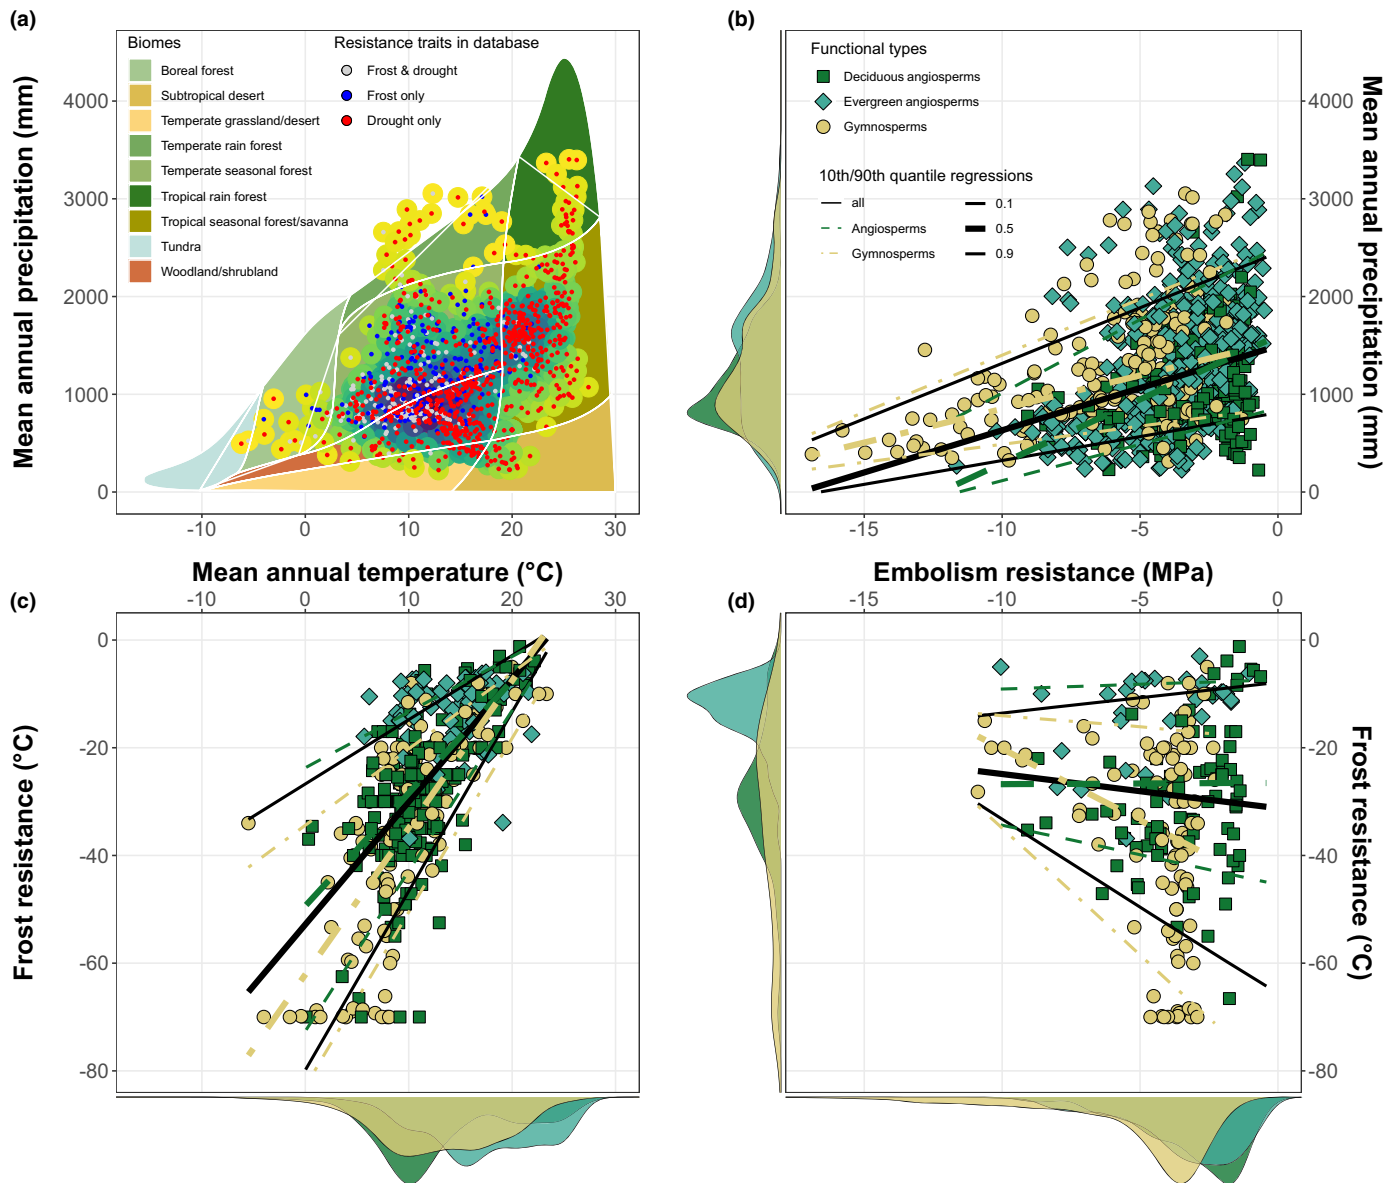 (a)
Biomes
Boreal forest
Subtropical desert
Temperate grassland/desert
Temperate rain forest
Temperate seasonal forest
Tropical rain forest
Tropical seasonal forest/savanna
Tundra
Woodland/shrubland
Resistance traits in database
Frost & drought
Frost only
Drought only
Mean annual precipitation (mm)
4000
3000
2000
1000
0
-10
0
10
20
30
Mean annual temperature (°C)
(b)
Functional types
Deciduous angiosperms
Evergreen angiosperms
Gymnosperms
10th/90th quantile regressions
all
Angiosperms
Gymnosperms
0.1
0.5
0.9
4000
3000
2000
1000
0
Mean annual precipitation (mm)
-15
-10
-5
0
Embolism resistance (MPa)
(c)
-10
0
10
20
30
Frost resistance (°C)
0
-20
-40
-60
-80
(d)
-15
-10
-5
0
0
-20
-40
-60
-80
Frost resistance (°C)